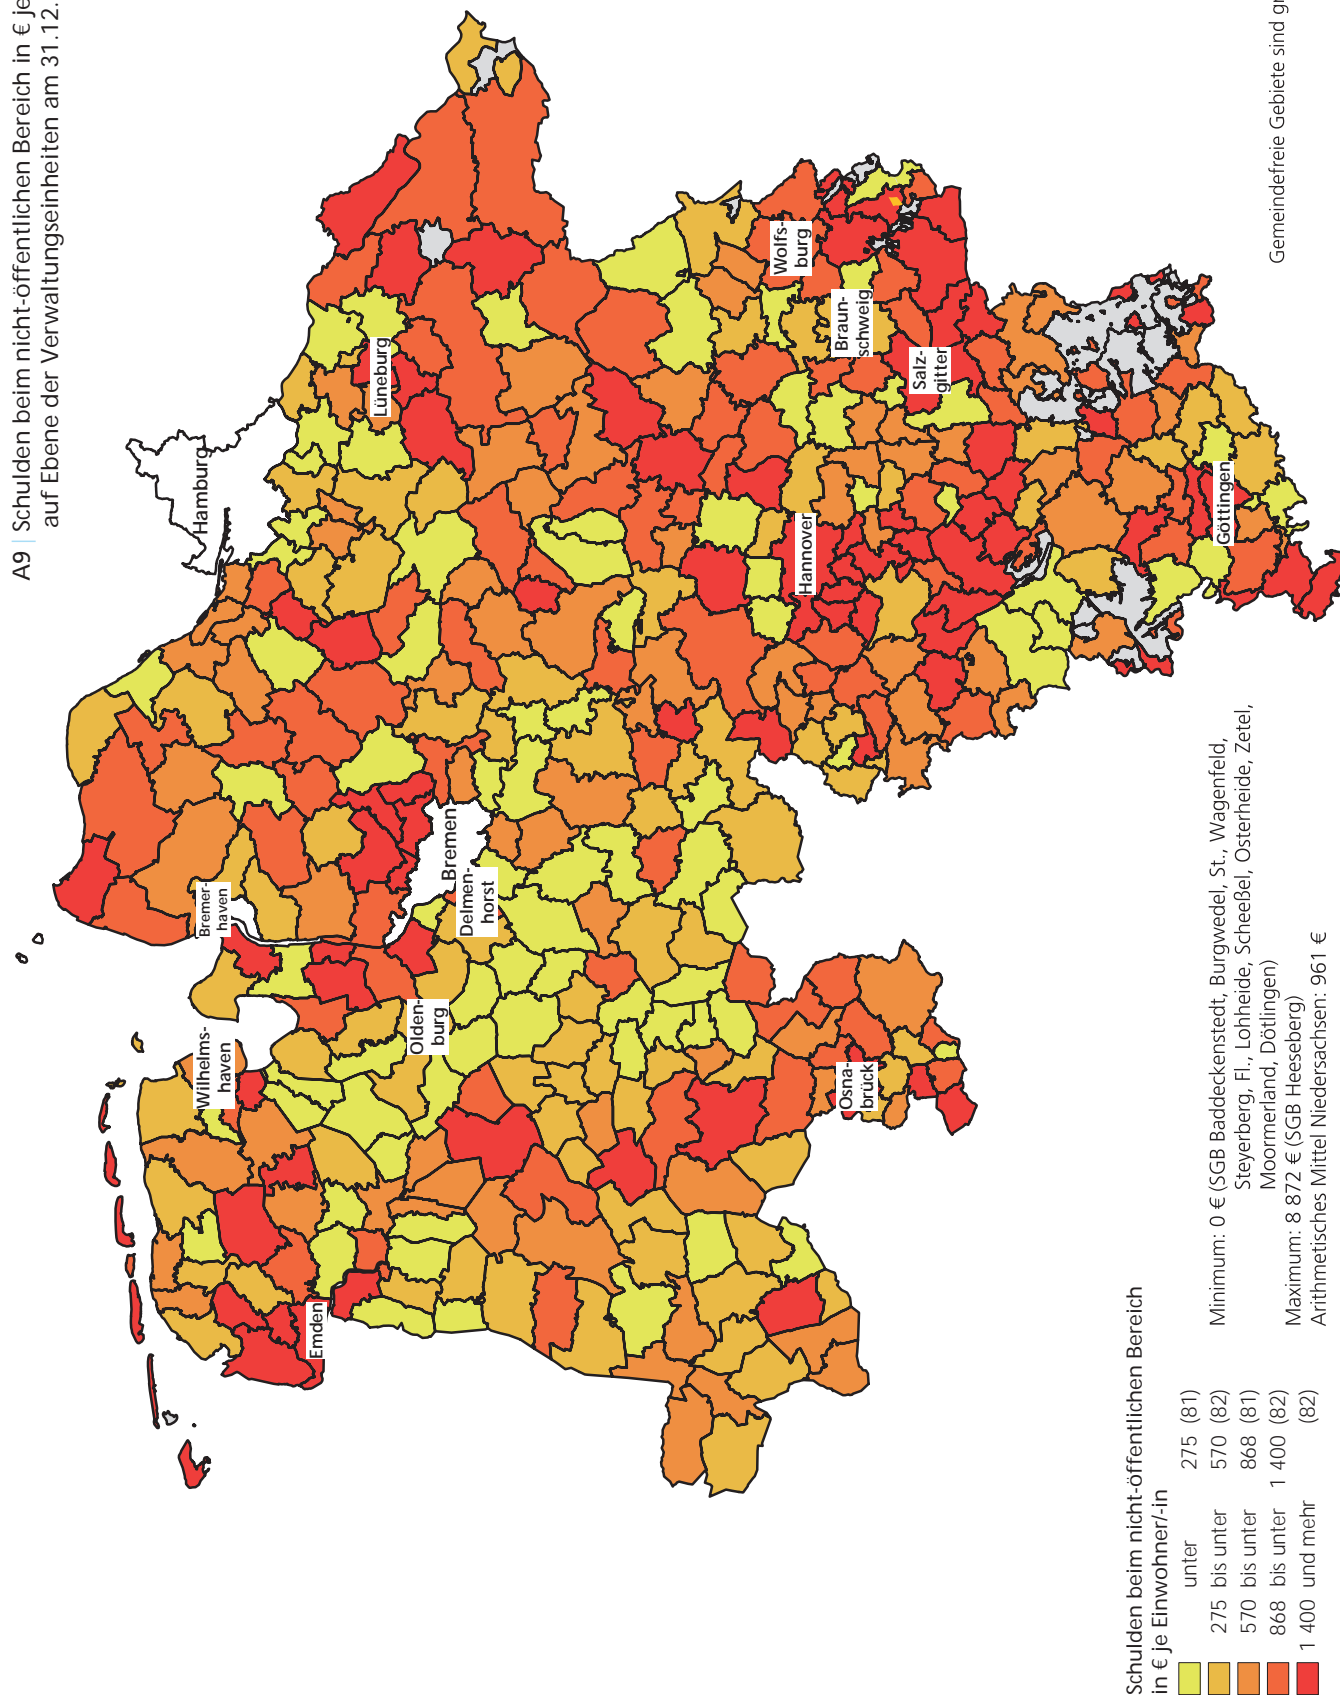 A9 | Schulden beim nicht-öffentlichen Bereich in € je
auf Ebene der Verwaltungseinheiten am 31.12.
Hamburg
Lüneburg
Bremer-
haven
Wilhelms-
haven
Emden
Olden-
burg
Delmen-
horst
Bremen
Wolfs-
burg
Braun-
schweig
Hannover
Salz-
gitter
Osna-
brück
Göttingen
Schulden beim nicht-öffentlichen Bereich
in € je Einwohner/-in
unter 275 (81)
275 bis unter 570 (82)
570 bis unter 868 (81)
868 bis unter 1 400 (82)
1 400 und mehr (82)
Minimum: 0 € (SGB Baddeckenstedt, Burgwedel, St., Wagenfeld,
Steyerberg, Fl., Lohheide, Scheeßel, Osterheide, Zetel,
Moormerland, Dötlingen)
Maximum: 8 872 € (SGB Heeseberg)
Arithmetisches Mittel Niedersachsen: 961 €
Gemeindefreie Gebiete sind